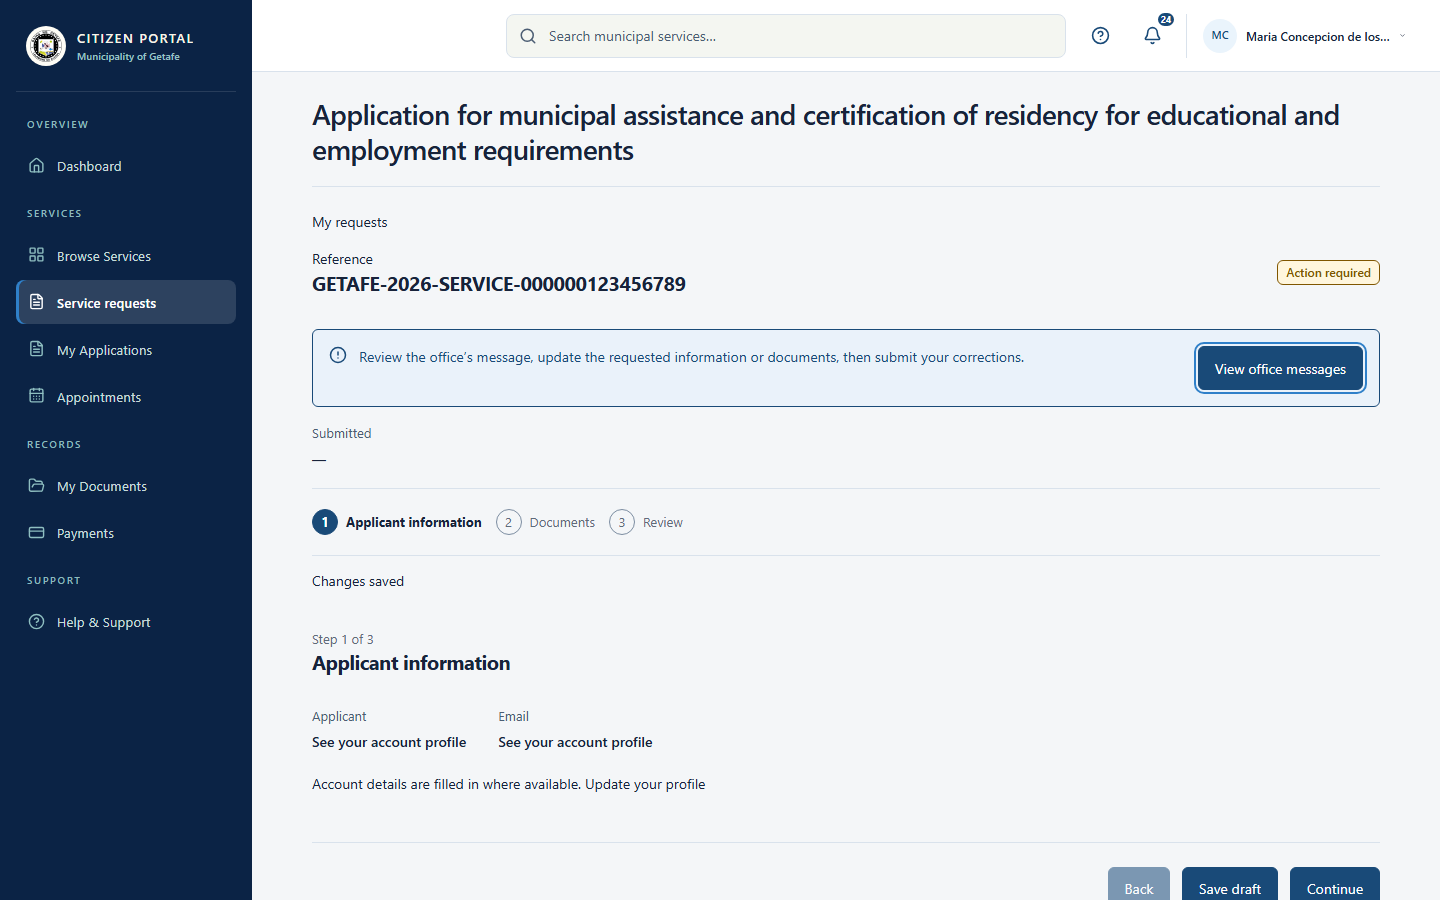 CITIZEN PORTAL
Municipality of Getafe
OVERVIEW
Dashboard
SERVICES
Browse Services
Service requests
My Applications
Appointments
RECORDS
My Documents
Payments
SUPPORT
Help & Support
Search municipal services...
24
MC
Maria Concepcion de los...
Application for municipal assistance and certification of residency for educational and
employment requirements
My requests
Reference
GETAFE-2026-SERVICE-000000123456789
Action required
Review the office's message, update the requested information or documents, then submit your corrections.
View office messages
Submitted
—
1 Applicant information 2 Documents 3 Review
Changes saved
Step 1 of 3
Applicant information
Applicant Email
See your account profile See your account profile
Account details are filled in where available. Update your profile
Back Save draft Continue